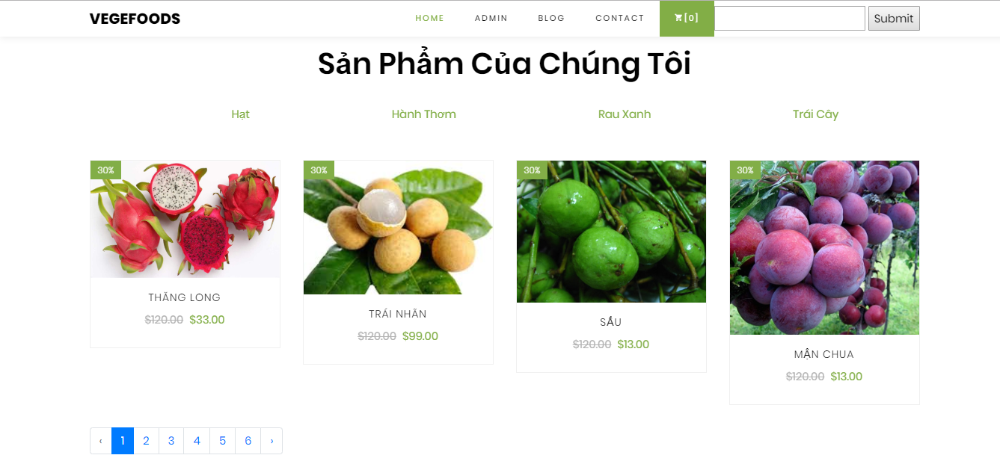 VEGEFOODS HOME ADMIN BLOG CONTACT [0] Submit
Sản Phẩm Của Chúng Tôi
Hạt Hành Thơm Rau Xanh Trái Cây
30% 30% 30% 30%
THĂNG LONG
$120.00 $33.00
TRÁI NHÃN
$120.00 $99.00
SẤU
$120.00 $13.00
MẬN CHUA
$120.00 $13.00
‹ 1 2 3 4 5 6 ›